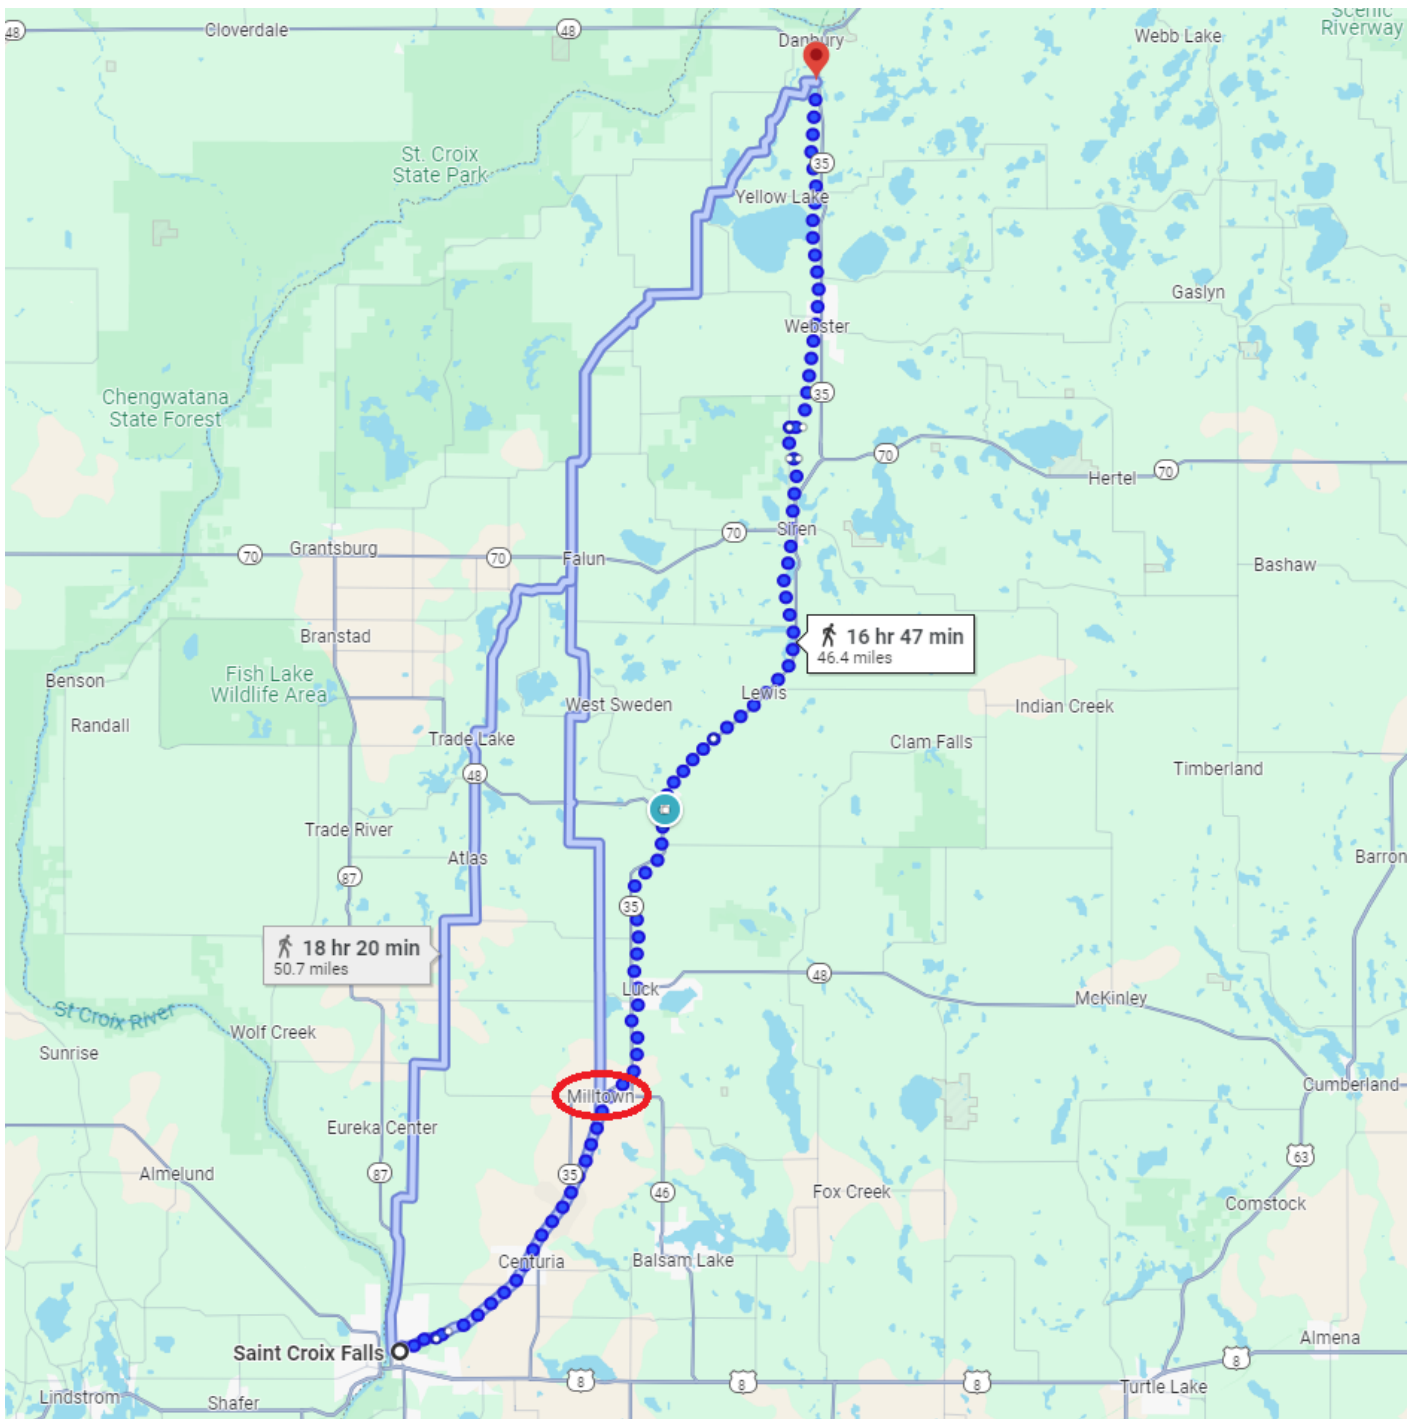 Scenic
Riverway
48
Cloverdale
48
Danbury
Webb Lake
St. Croix
State Park
35
Yellow Lake
Gaslyn
Webster
Chengwatana
State Forest
35
70
70
Hertel
Siren
70
Grantsburg
70
70
Falun
Bashaw
Branstad
16 hr 47 min
46.4 miles
Fish Lake
Wildlife Area
Benson
Lewis
West Sweden
Indian Creek
Randall
Trade Lake
Clam Falls
48
Timberland
Trade River
Atlas
Barron
87
35
18 hr 20 min
50.7 miles
48
Luck
McKinley
St Croix River
Wolf Creek
Sunrise
Cumberland
Milltown
Eureka Center
63
Almelund
87
35
46
Fox Creek
Comstock
Centuria
Balsam Lake
Almena
Saint Croix Falls
8
8
8
8
Turtle Lake
Lindstrom
Shafer